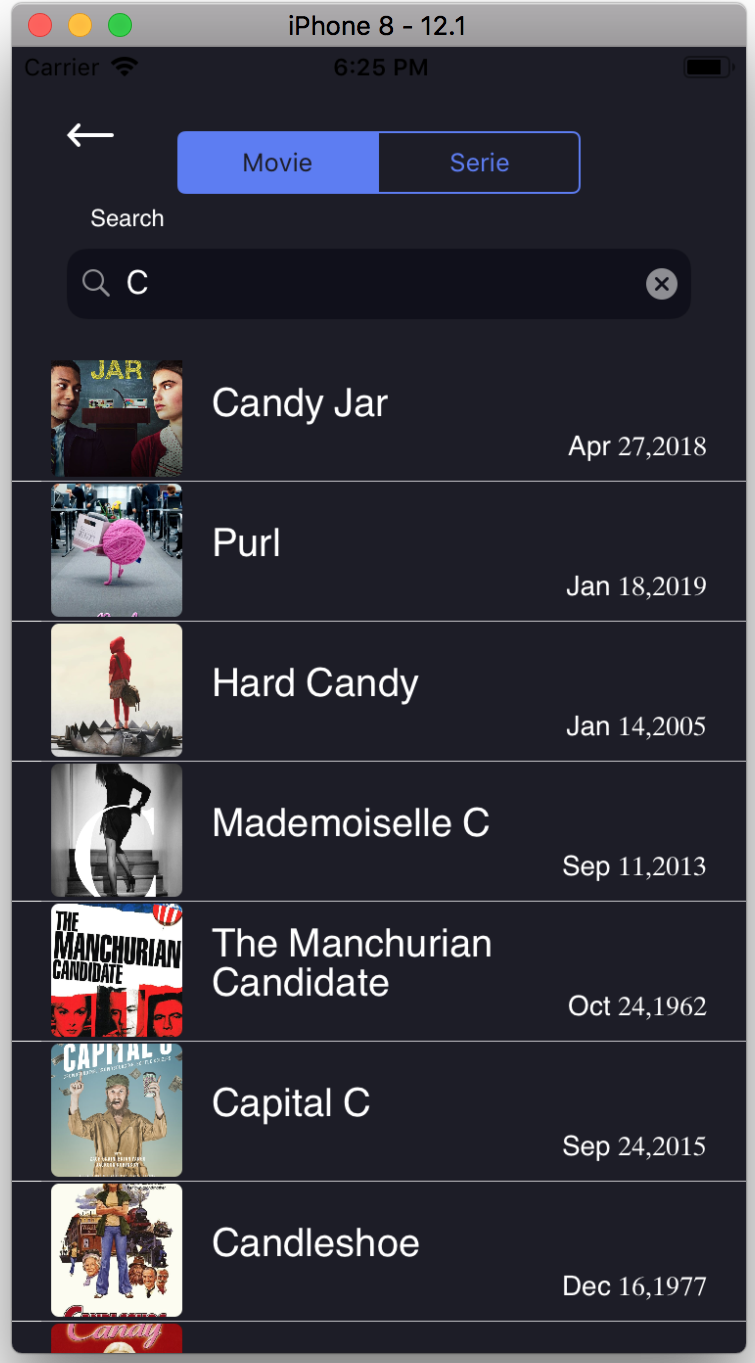 iPhone 8 - 12.1
Carrier 6:25 PM
Movie Serie
Search
C
JAR
Candy Jar
Apr 27,2018
Purl
Jan 18,2019
Hard Candy
Jan 14,2005
C
Mademoiselle C
Sep 11,2013
THE
MANCHURIAN
CANDIDATE
The Manchurian
Candidate
Oct 24,1962
CAPITAL C
Capital C
Sep 24,2015
Candleshoe
Dec 16,1977
Candy